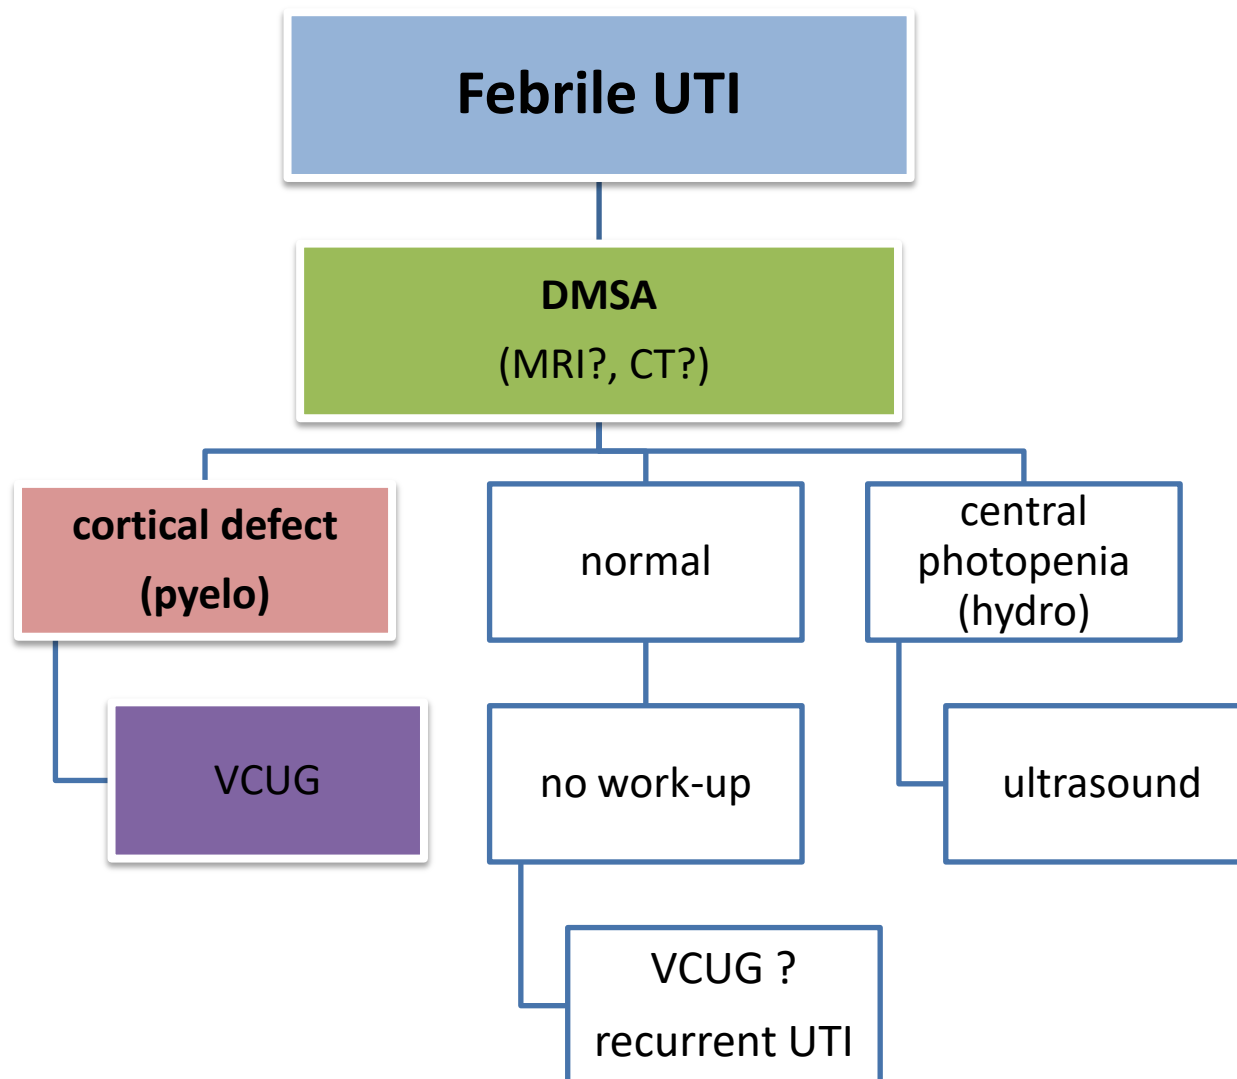 Febrile UTI
DMSA
(MRI?, CT?)
cortical defect
(pyelo)
normal
central
photopenia
(hydro)
VCUG
no work-up
ultrasound
VCUG ?
recurrent UTI